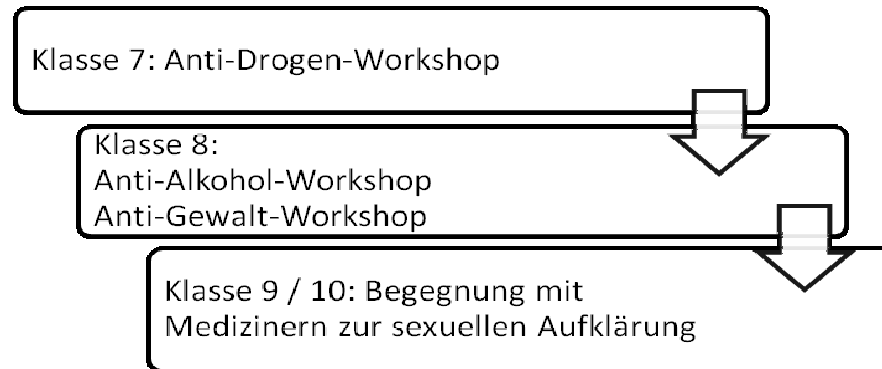 Klasse 7: Anti-Drogen-Workshop
Klasse 8:
Anti-Alkohol-Workshop
Anti-Gewalt-Workshop
Klasse 9 / 10: Begegnung mit
Medizinern zur sexuellen Aufklärung